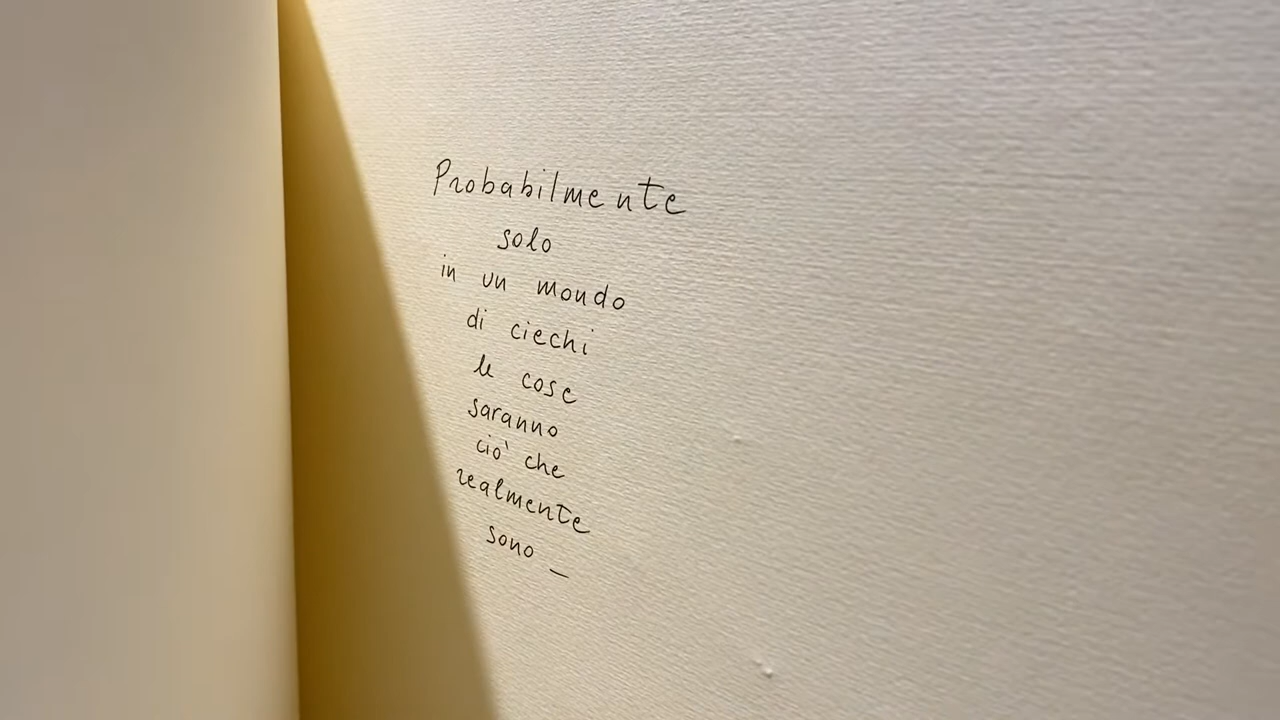 Probabilmente
solo
in un mondo
di ciechi
le cose
saranno
ciò che
realmente
sono _